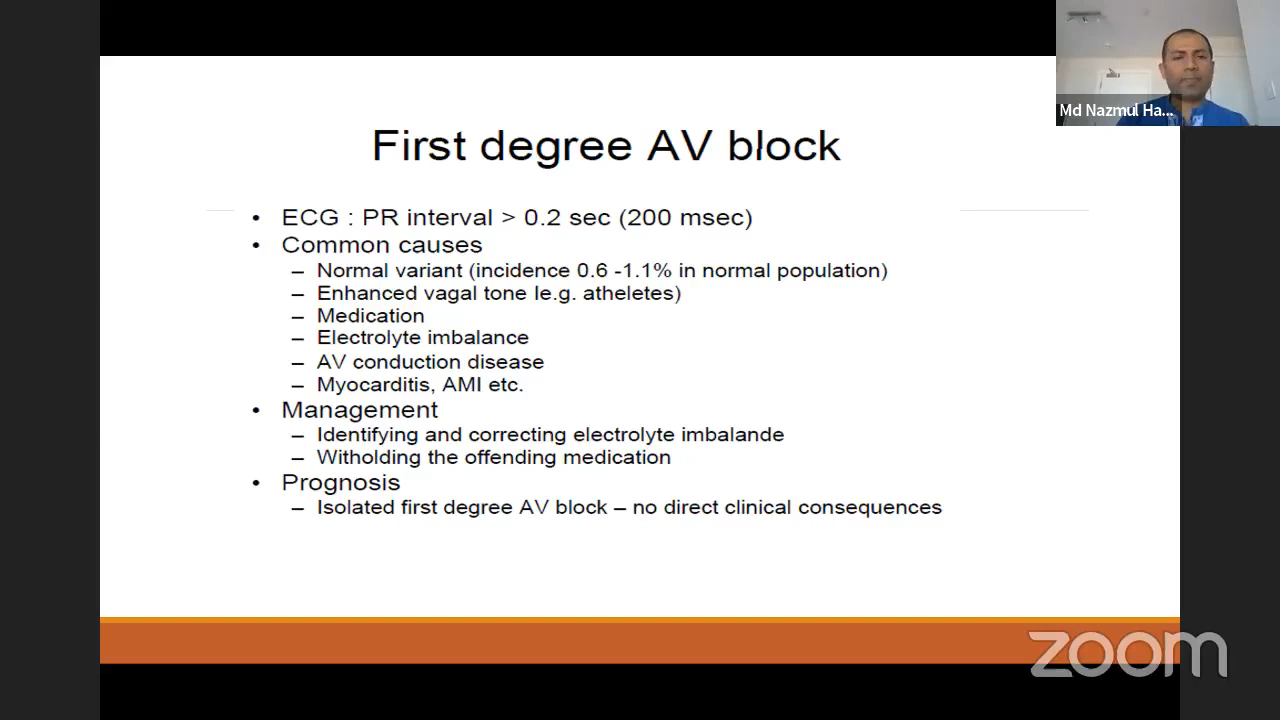 Md Nazmul Ha...
First degree AV block
• ECG : PR interval > 0.2 sec (200 msec)
• Common causes
– Normal variant (incidence 0.6 -1.1% in normal population)
– Enhanced vagal tone Ie.g. atheletes)
– Medication
– Electrolyte imbalance
– AV conduction disease
– Myocarditis, AMI etc.
• Management
– Identifying and correcting electrolyte imbalande
– Witholding the offending medication
• Prognosis
– Isolated first degree AV block – no direct clinical consequences
zoom